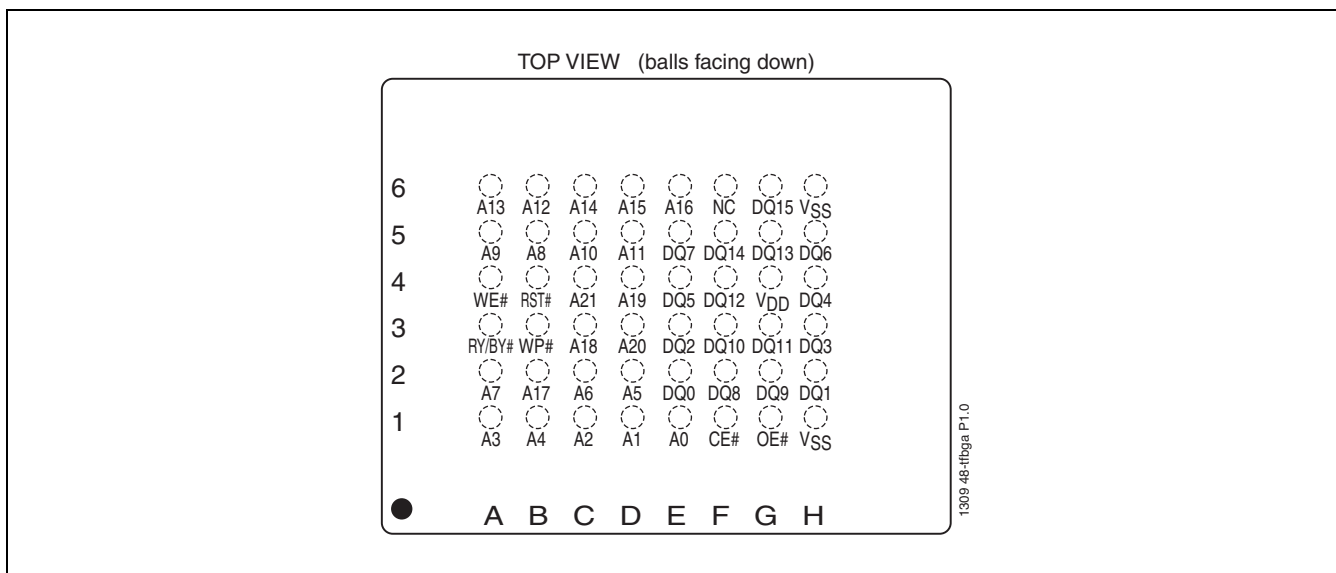 TOP VIEW (balls facing down)
6
A13 A12 A14 A15 A16 NC DQ15 VSS
5
A9 A8 A10 A11 DQ7 DQ14 DQ13 DQ6
4
WE# RST# A21 A19 DQ5 DQ12 VDD DQ4
3
RY/BY# WP# A18 A20 DQ2 DQ10 DQ11 DQ3
2
A7 A17 A6 A5 DQ0 DQ8 DQ9 DQ1
1
A3 A4 A2 A1 A0 CE# OE# VSS
A B C D E F G H
1309 48-tfbga P1.0